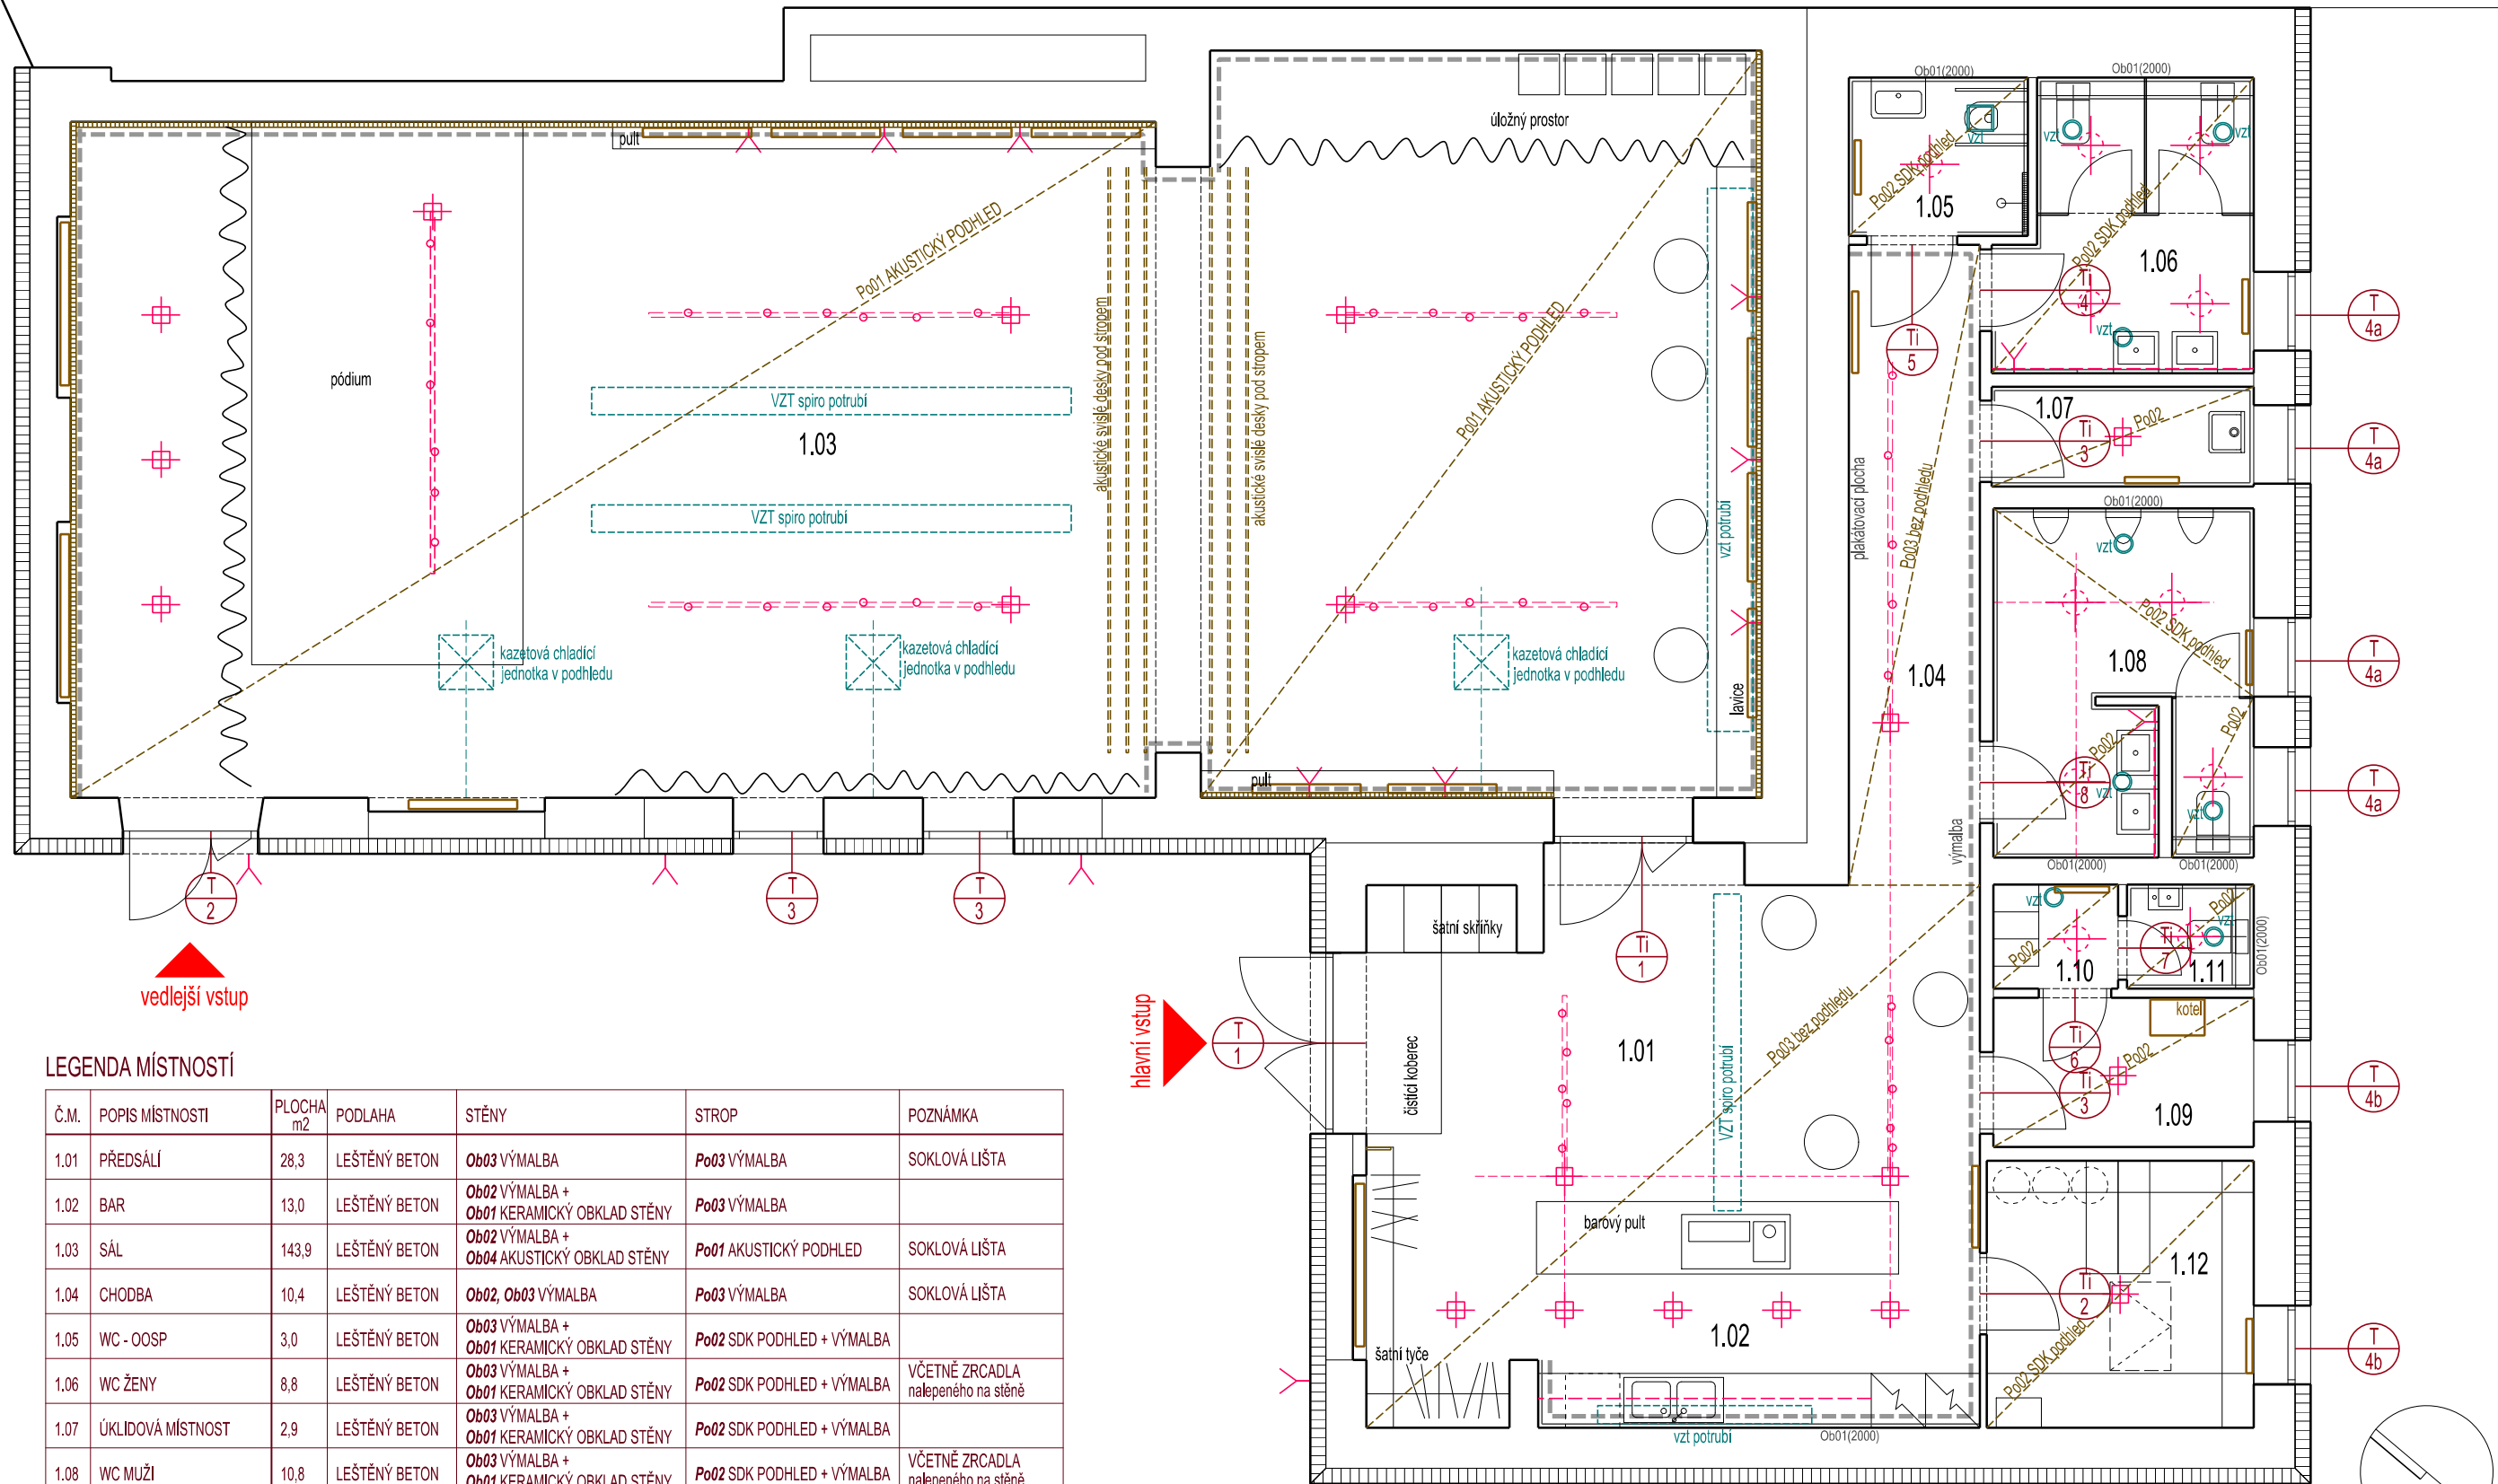 Ob01(2000)
Ob01(2000)
úložný prostor
pult
vzt
vzt
vzt
Po02 SDK podhled
1.05
Po02 SDK podhled
1.06
Po01 AKUSTICKÝ PODHLED
Po01 AKUSTICKÝ PODHLED
akustické svislé desky pod stropem
akustické svislé desky pod stropem
Ti
4
T
4a
vzt
Ti
5
pódium
VZT spiro potrubí
1.03
VZT spiro potrubí
1.07
Po02
Ti
3
T
4a
plakátovací plocha
Po03 bez podhledu
vzt potrubí
Ob01(2000)
vzt
Po02 SDK podhled
1.08
T
4a
1.04
kazetová chladící
jednotka v podhledu
kazetová chladící
jednotka v podhledu
kazetová chladící
jednotka v podhledu
lavice
Po02
Po02
pult
Ti
8
vzt
vzt
T
4a
výmalba
Ob01(2000)
Ob01(2000)
T
2
T
3
T
3
vedlejší vstup
šatní skříňky
Ti
1
vzt
Po02
1.10
Ti
7
Po02
vzt
1.11
Ob01(2000)
kotel
hlavní vstup
T
1
čistící koberec
1.01
VZT spiro potrubí
Po03 bez podhledu
Ti
6
Po02
Ti
3
1.09
T
4b
barový pult
1.12
Ti
2
Po02 SDK podhled
T
4b
1.02
šatní tyče
vzt potrubí
Ob01(2000)
LEGENDA MÍSTNOSTÍ
Č.M. POPIS MÍSTNOSTI PLOCHA m2 PODLAHA STĚNY STROP POZNÁMKA
1.01 PŘEDSÁLÍ 28,3 LEŠTĚNÝ BETON Ob03 VÝMALBA Po03 VÝMALBA SOKLOVÁ LIŠTA
1.02 BAR 13,0 LEŠTĚNÝ BETON Ob02 VÝMALBA + Ob01 KERAMICKÝ OBKLAD STĚNY Po03 VÝMALBA
1.03 SÁL 143,9 LEŠTĚNÝ BETON Ob02 VÝMALBA + Ob04 AKUSTICKÝ OBKLAD STĚNY Po01 AKUSTICKÝ PODHLED SOKLOVÁ LIŠTA
1.04 CHODBA 10,4 LEŠTĚNÝ BETON Ob02, Ob03 VÝMALBA Po03 VÝMALBA SOKLOVÁ LIŠTA
1.05 WC - OOSP 3,0 LEŠTĚNÝ BETON Ob03 VÝMALBA + Ob01 KERAMICKÝ OBKLAD STĚNY Po02 SDK PODHLED + VÝMALBA
1.06 WC ŽENY 8,8 LEŠTĚNÝ BETON Ob03 VÝMALBA + Ob01 KERAMICKÝ OBKLAD STĚNY Po02 SDK PODHLED + VÝMALBA VČETNĚ ZRCADLA nalepeného na stěně
1.07 ÚKLIDOVÁ MÍSTNOST 2,9 LEŠTĚNÝ BETON Ob03 VÝMALBA + Ob01 KERAMICKÝ OBKLAD STĚNY Po02 SDK PODHLED + VÝMALBA
1.08 WC MUŽI 10,8 LEŠTĚNÝ BETON Ob03 VÝMALBA + Ob01 KERAMICKÝ OBKLAD STĚNY Po02 SDK PODHLED + VÝMALBA VČETNĚ ZRCADLA nalepeného na stěně